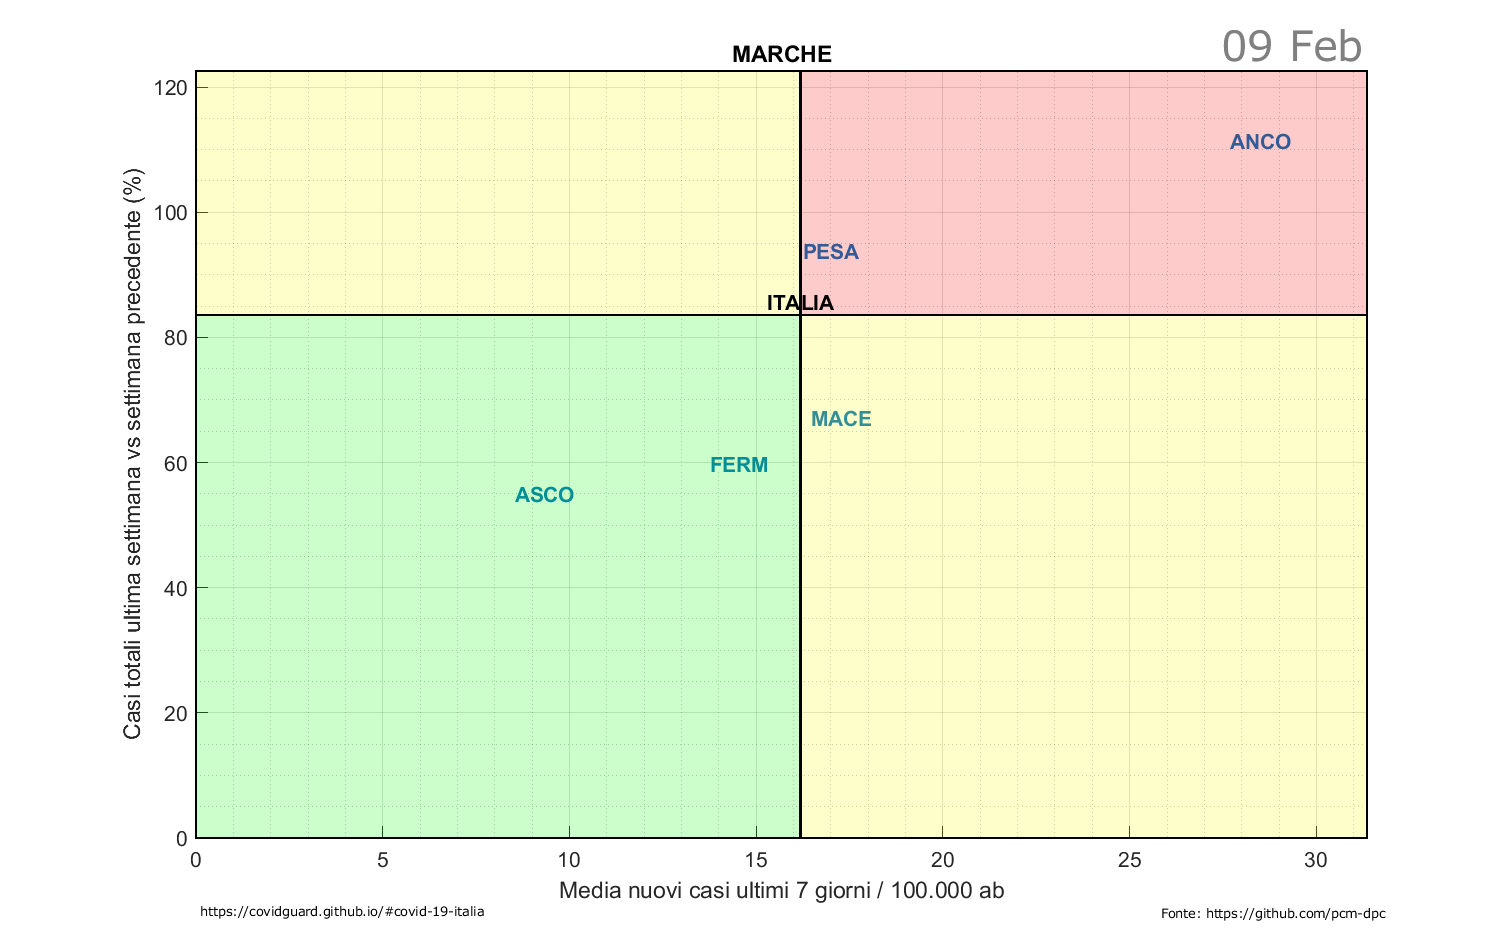 MARCHE
09 Feb
120
100
80
60
40
20
0
Casi totali ultima settimana vs settimana precedente (%)
ANCO
PESA
ITALIA
MACE
FERM
ASCO
0 5 10 15 20 25 30
Media nuovi casi ultimi 7 giorni / 100.000 ab
https://covidguard.github.io/#covid-19-italia
Fonte: https://github.com/pcm-dpc